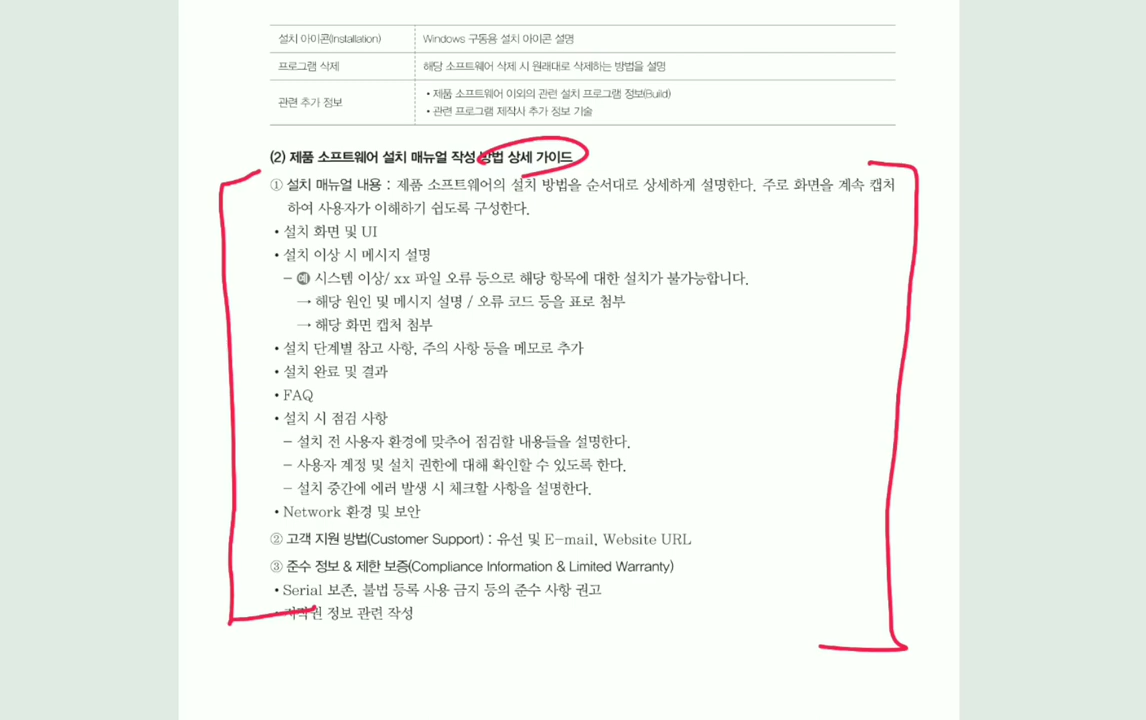 설치 아이콘(Installation) Windows 구동용 설치 아이콘 설명
프로그램 삭제 해당 소프트웨어 삭제 시 원래대로 삭제하는 방법을 설명
관련 추가 정보 • 제품 소프트웨어 이외의 관련 설치 프로그램 정보(Build)
• 관련 프로그램 제작사 추가 정보 기술
(2) 제품 소프트웨어 설치 매뉴얼 작성 방법 상세 가이드
① 설치 매뉴얼 내용 : 제품 소프트웨어의 설치 방법을 순서대로 상세하게 설명한다. 주로 화면을 계속 캡처
하여 사용자가 이해하기 쉽도록 구성한다.
• 설치 화면 및 UI
• 설치 이상 시 메시지 설명
– 예 시스템 이상/ xx 파일 오류 등으로 해당 항목에 대한 설치가 불가능합니다.
→ 해당 원인 및 메시지 설명 / 오류 코드 등을 표로 첨부
→ 해당 화면 캡처 첨부
• 설치 단계별 참고 사항, 주의 사항 등을 메모로 추가
• 설치 완료 및 결과
• FAQ
• 설치 시 점검 사항
– 설치 전 사용자 환경에 맞추어 점검할 내용들을 설명한다.
– 사용자 계정 및 설치 권한에 대해 확인할 수 있도록 한다.
– 설치 중간에 에러 발생 시 체크할 사항을 설명한다.
• Network 환경 및 보안
② 고객 지원 방법(Customer Support) : 유선 및 E-mail, Website URL
③ 준수 정보 & 제한 보증(Compliance Information & Limited Warranty)
• Serial 보존, 불법 등록 사용 금지 등의 준수 사항 권고
• 저작권 정보 관련 작성